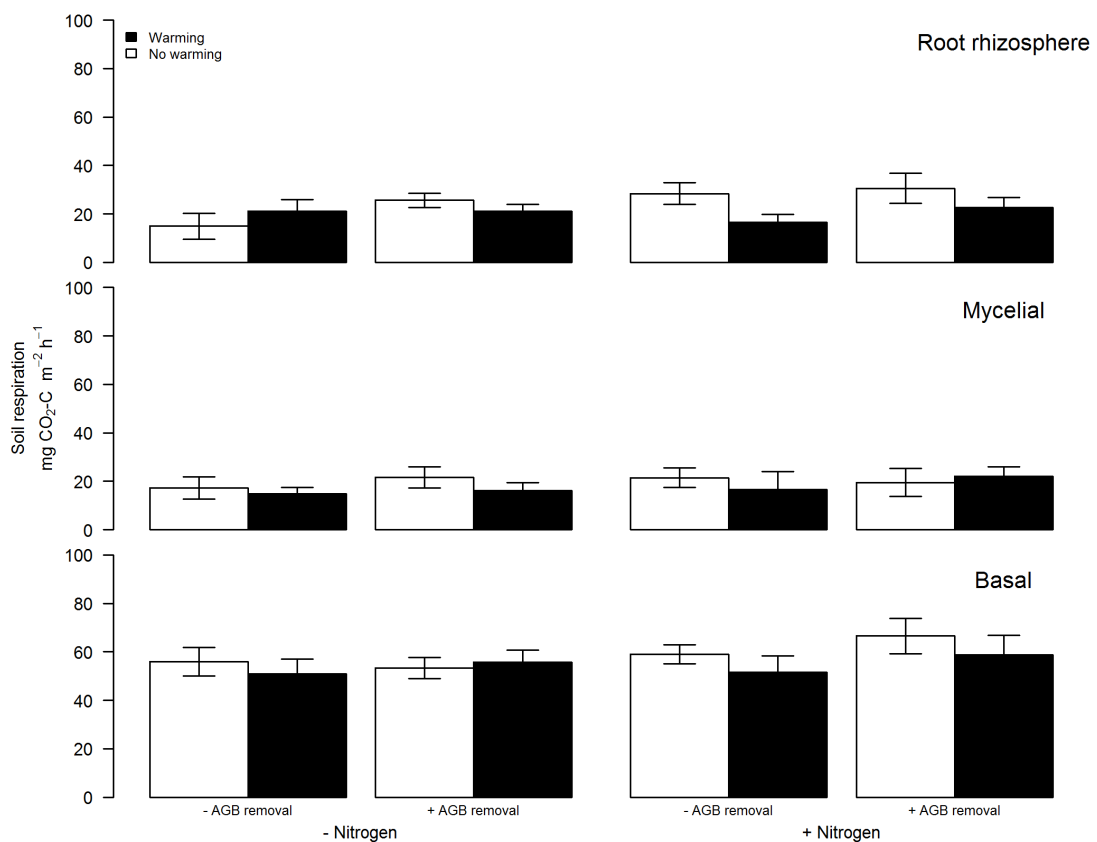 100
80
60
40
20
0
Warming
No warming
Root rhizosphere
100
80
60
40
20
0
Mycelial
Soil respiration
mg CO₂-C m⁻² h⁻¹
100
80
60
40
20
0
Basal
- AGB removal + AGB removal - AGB removal + AGB removal
- Nitrogen + Nitrogen